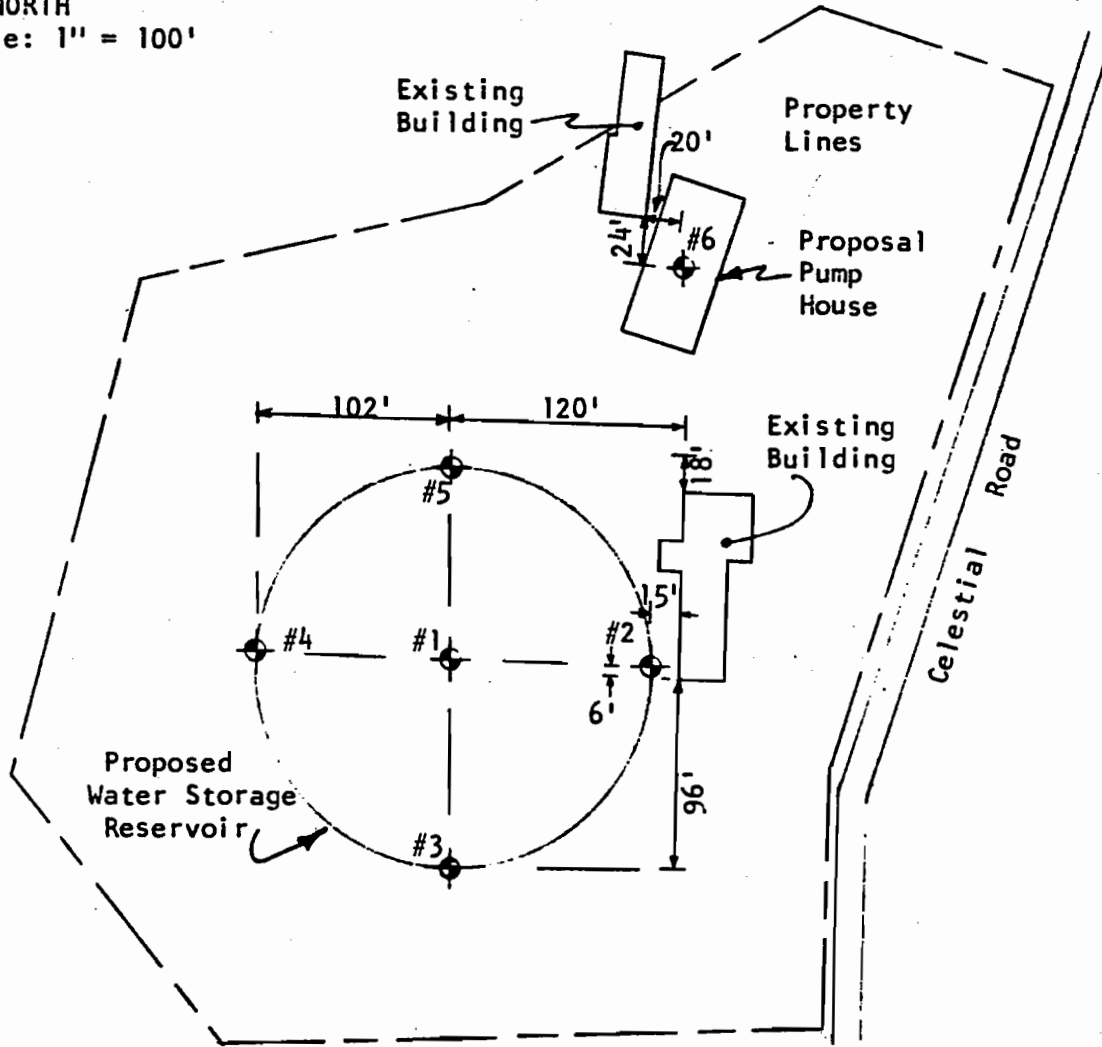 NORTH
e: 1" = 100'
Existing
Building
Property
Lines
20'
24'
#6
Proposal
Pump
House
102'
120'
Existing
Building
18'
#5
15'
#4
#1
#2
6'
Celestial Road
Proposed
Water Storage
Reservoir
#3
96'